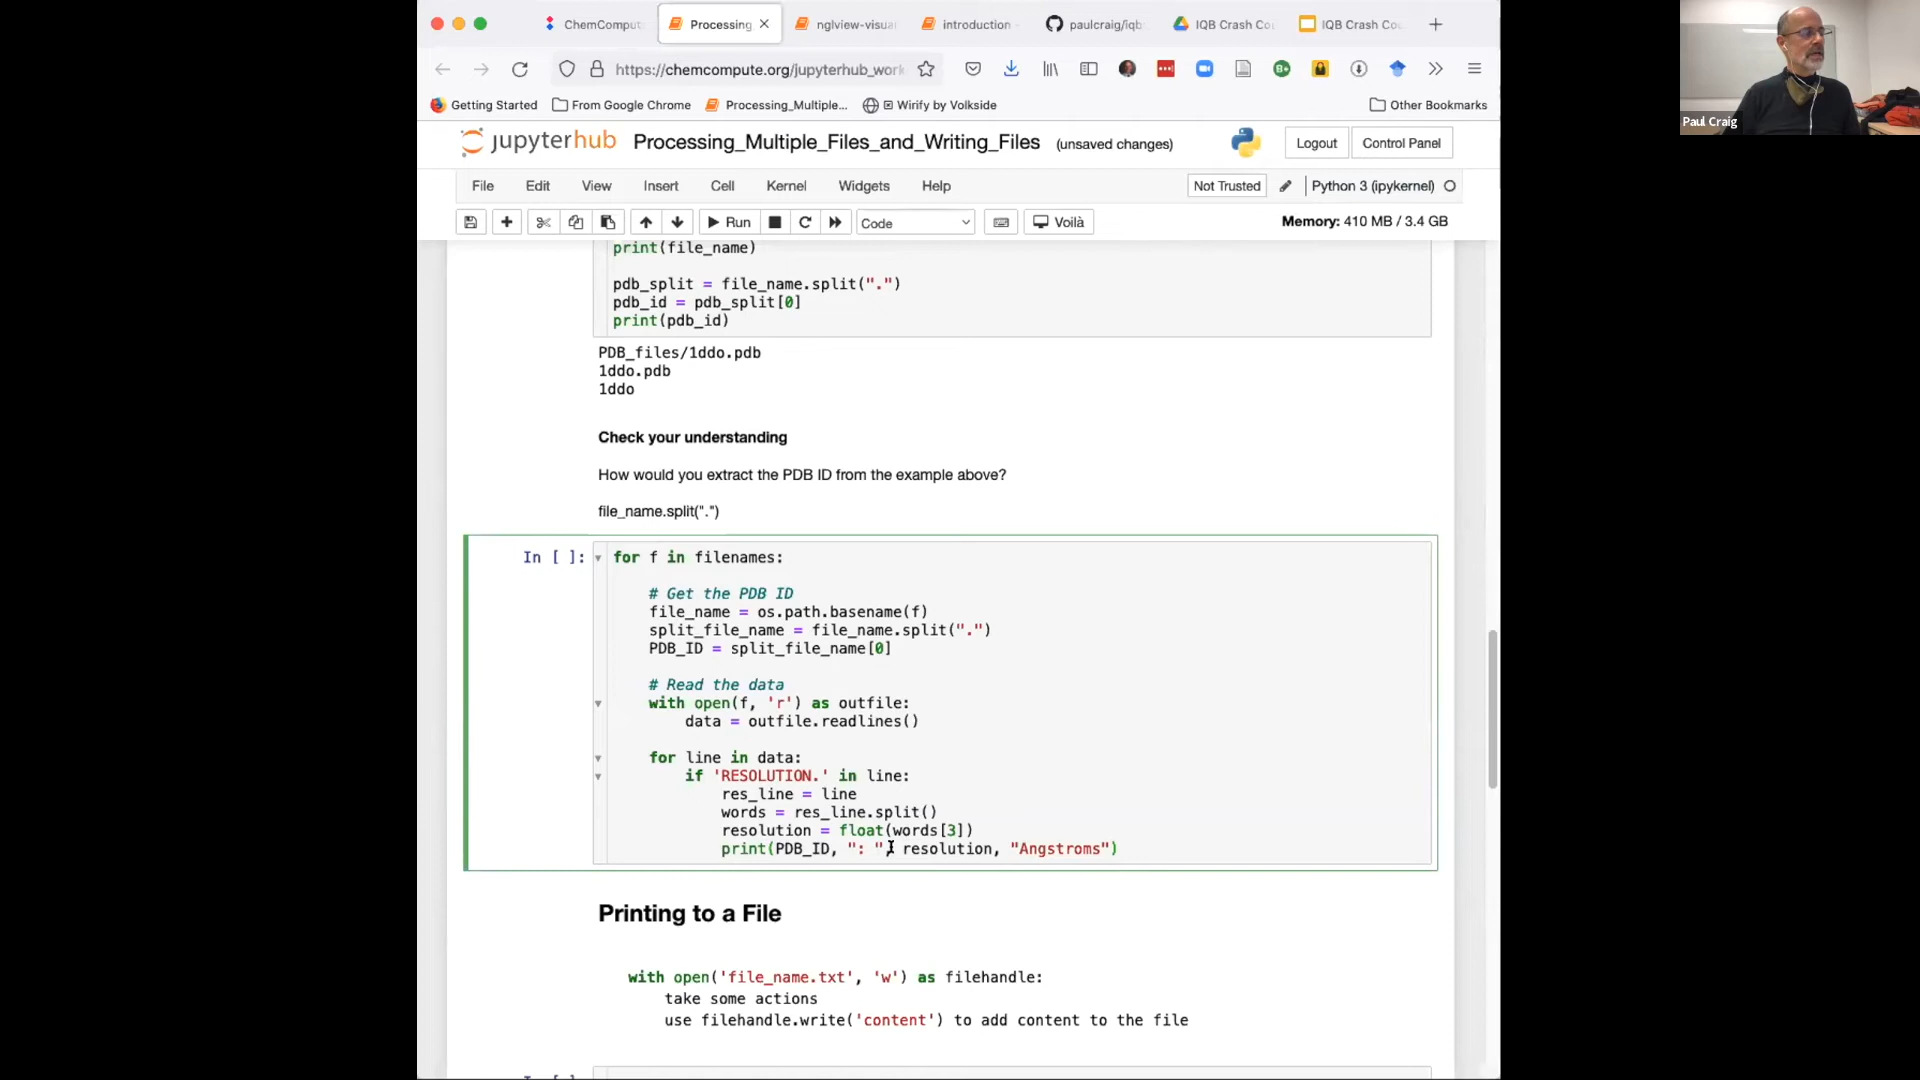 ChemCompu
Processing
nglview-visua
introduction
paulcraig/iqb
IQB Crash Co
IQB Crash Co
https://chemcompute.org/jupyterhub_work
Getting Started
From Google Chrome
Processing_Multiple...
Wirify by Volkside
Other Bookmarks
jupyterhub Processing_Multiple_Files_and_Writing_Files (unsaved changes)
Logout
Control Panel
File Edit View Insert Cell Kernel Widgets Help
Not Trusted
Python 3 (ipykernel)
Run
Code
Voilà
Memory: 410 MB / 3.4 GB
print(file_name)
pdb_split = file_name.split(".")
pdb_id = pdb_split[0]
print(pdb_id)
PDB_files/1ddo.pdb
1ddo.pdb
1ddo
Check your understanding
How would you extract the PDB ID from the example above?
file_name.split(".")
In [ ]:
for f in filenames:
# Get the PDB ID
file_name = os.path.basename(f)
split_file_name = file_name.split(".")
PDB_ID = split_file_name[0]
# Read the data
with open(f, 'r') as outfile:
data = outfile.readlines()
for line in data:
if 'RESOLUTION.' in line:
res_line = line
words = res_line.split()
resolution = float(words[3])
print(PDB_ID, ": ", resolution, "Angstroms")
Printing to a File
with open('file_name.txt', 'w') as filehandle:
take some actions
use filehandle.write('content') to add content to the file
Paul Craig